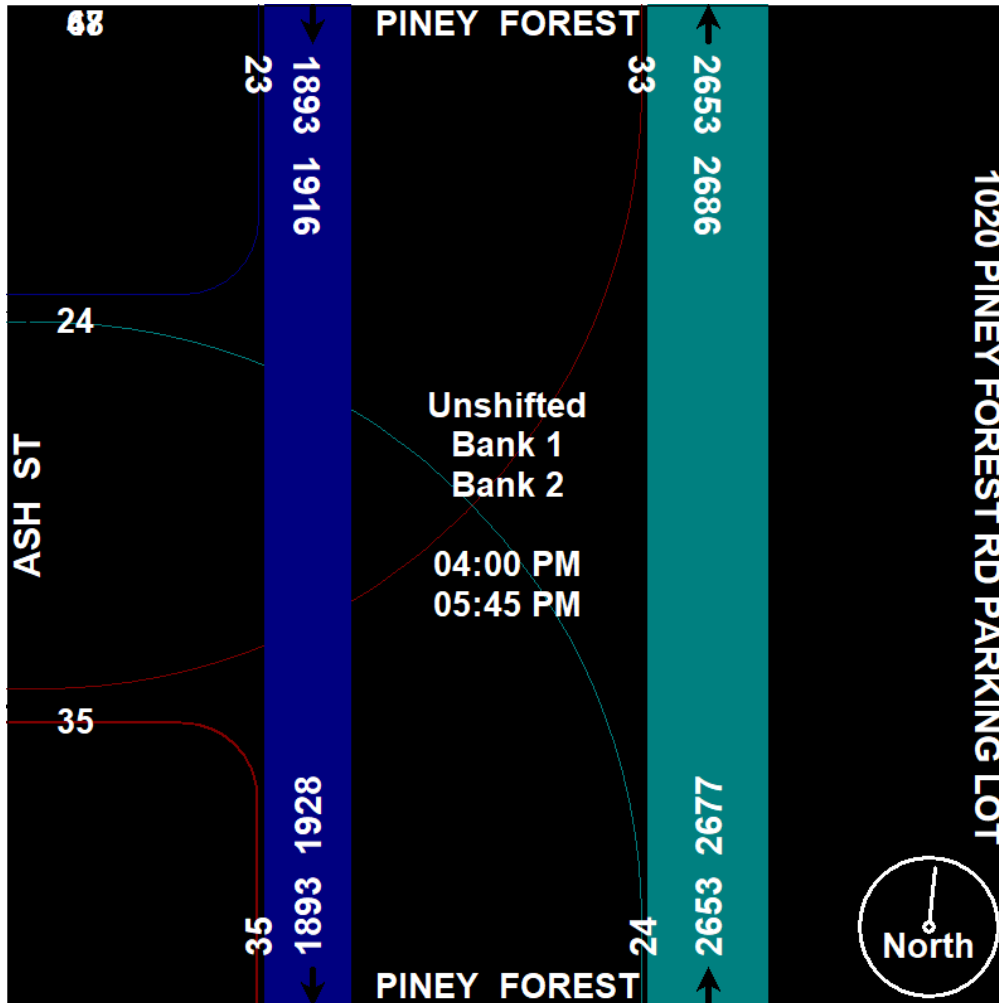 PINEY FOREST
23
1893 1916
33
2653 2686
24
1020 PINEY FOREST RD PARKING LOT
Unshifted
Bank 1
Bank 2
ASH ST
04:00 PM
05:45 PM
35
35
1893 1928
24
2653 2677
North
PINEY FOREST